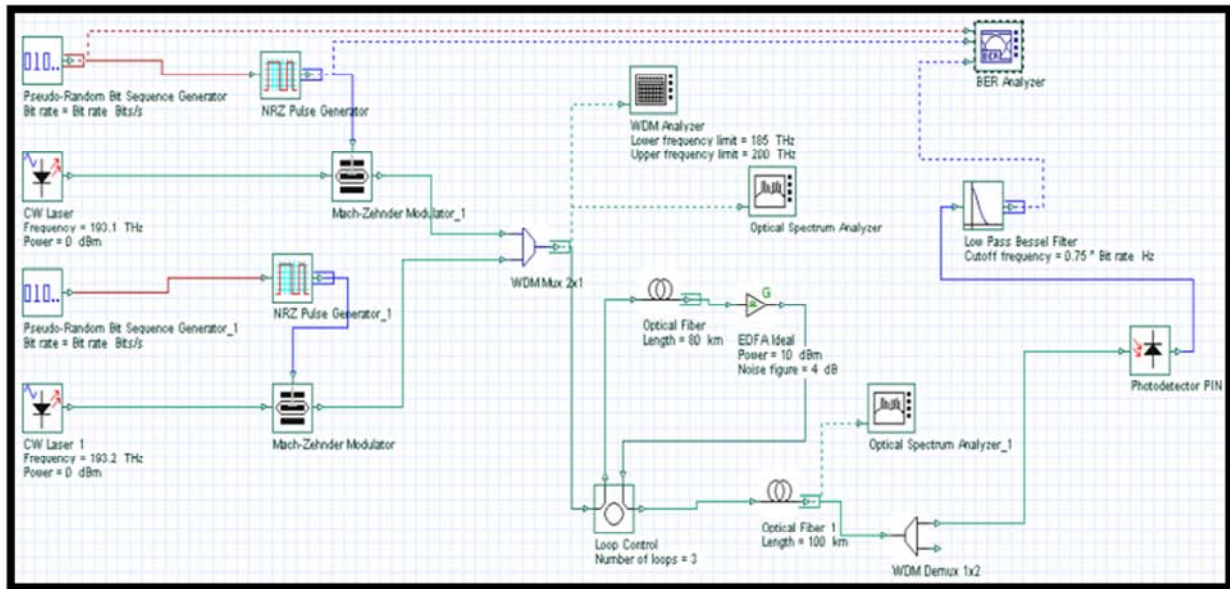 010..
Pseudo-Random Bit Sequence Generator
Bit rate = Bit rate Bits/s
NRZ Pulse Generator
BER
BER Analyzer
WDM Analyzer
Lower frequency limit = 185 THz
Upper frequency limit = 200 THz
CW Laser
Frequency = 193.1 THz
Power = 0 dBm
Mach-Zehnder Modulator_1
Optical Spectrum Analyzer
Low Pass Bessel Filter
Cutoff frequency = 0.75 * Bit rate Hz
WDM Mux 2x1
010..
Pseudo-Random Bit Sequence Generator_1
Bit rate = Bit rate Bits/s
NRZ Pulse Generator_1
Optical Fiber
Length = 80 km
G
EDFA Ideal
Power = 10 dBm
Noise figure = 4 dB
Photodetector PIN
CW Laser 1
Frequency = 193.2 THz
Power = 0 dBm
Mach-Zehnder Modulator
Optical Spectrum Analyzer_1
Loop Control
Number of loops = 3
Optical Fiber 1
Length = 100 km
WDM Demux 1x2